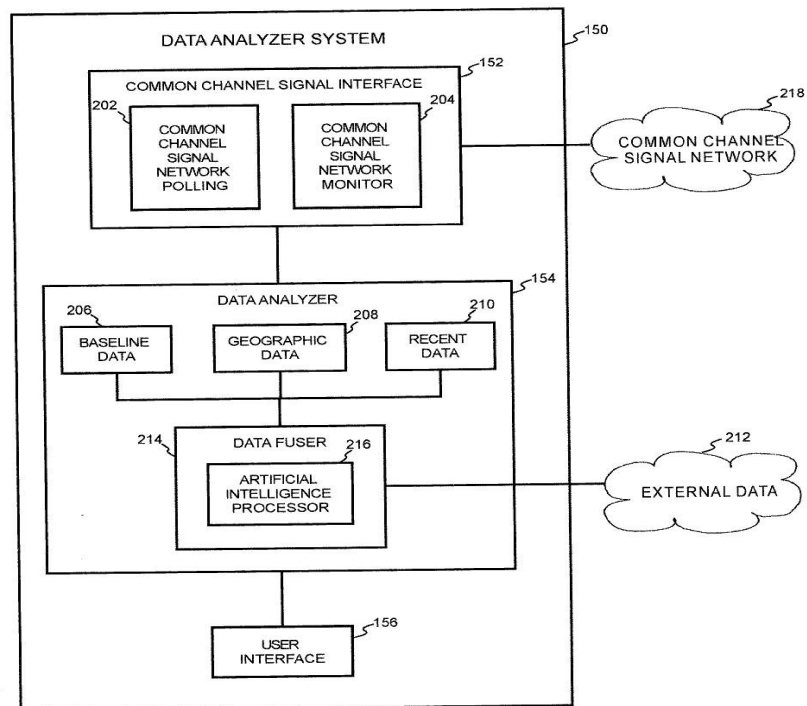 DATA ANALYZER SYSTEM
150
COMMON CHANNEL SIGNAL INTERFACE
152
202
COMMON
CHANNEL
SIGNAL
NETWORK
POLLING
204
COMMON
CHANNEL
SIGNAL
NETWORK
MONITOR
218
COMMON CHANNEL
SIGNAL NETWORK
DATA ANALYZER
154
206
BASELINE
DATA
208
GEOGRAPHIC
DATA
210
RECENT
DATA
214
DATA FUSER
216
ARTIFICIAL
INTELLIGENCE
PROCESSOR
212
EXTERNAL DATA
156
USER
INTERFACE